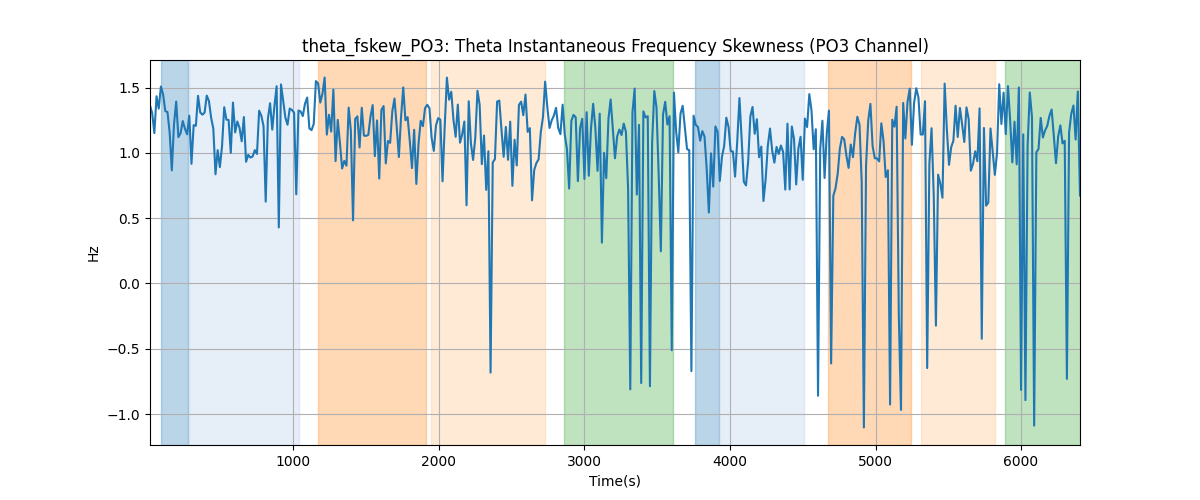 theta_fskew_PO3: Theta Instantaneous Frequency Skewness (PO3 Channel)
1.5
1.0
0.5
0.0
−0.5
−1.0
Hz
1000 2000 3000 4000 5000 6000
Time(s)